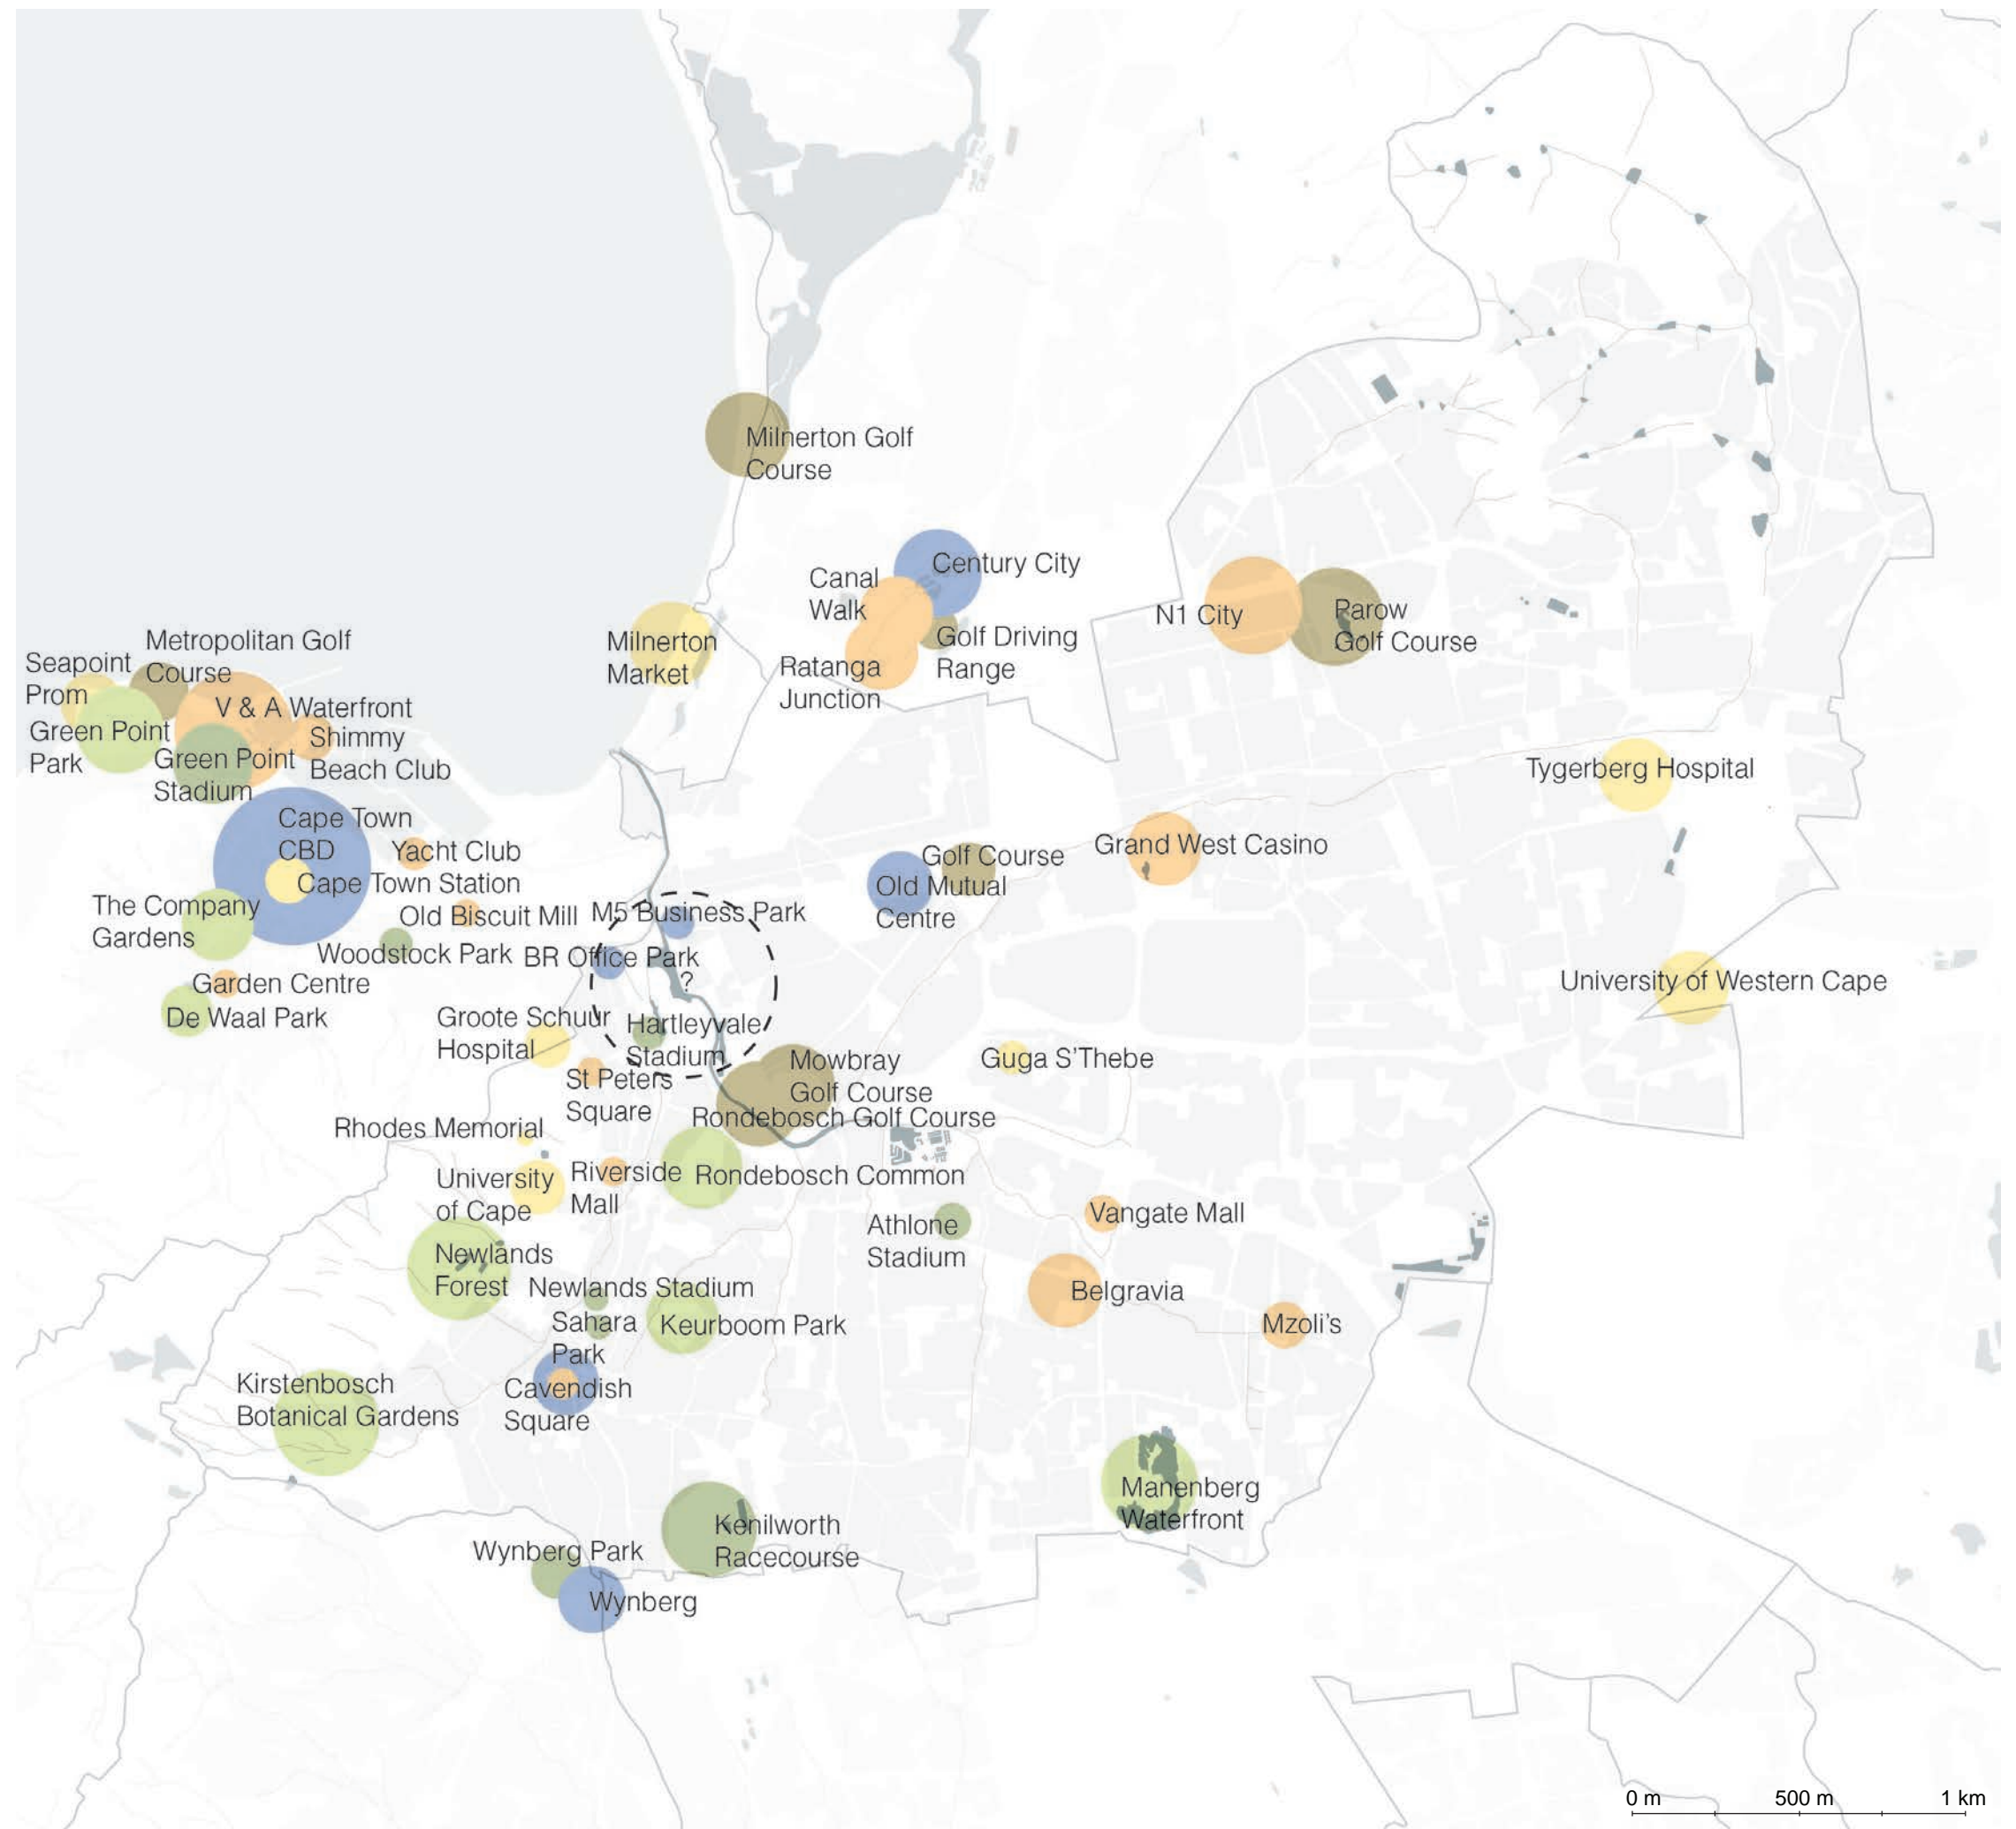 Milnerton Golf
Course
Century City
Canal
Walk
N1 City
Parow
Golf Course
Golf Driving
Range
Ratanga
Junction
Milnerton
Market
Metropolitan Golf
Course
Seapoint
Prom
V & A Waterfront
Green Point
Park
Shimmy
Beach Club
Green Point
Stadium
Tygerberg Hospital
Cape Town
CBD
Yacht Club
Cape Town Station
Golf Course
Old Mutual
Centre
Grand West Casino
The Company
Gardens
Old Biscuit Mill
M5 Business Park
Woodstock Park
BR Office Park
?
Garden Centre
De Waal Park
University of Western Cape
Groote Schuur
Hospital
Hartleyvale
Stadium
St Peters
Square
Mowbray
Golf Course
Guga S'Thebe
Rondebosch Golf Course
Rhodes Memorial
University
of Cape
Riverside
Mall
Rondebosch Common
Athlone
Stadium
Vangate Mall
Newlands
Forest
Newlands Stadium
Belgravia
Sahara
Park
Keurboom Park
Mzoli's
Cavendish
Square
Kirstenbosch
Botanical Gardens
Manenberg
Waterfront
Kenilworth
Racecourse
Wynberg Park
Wynberg
0 m 500 m 1 km